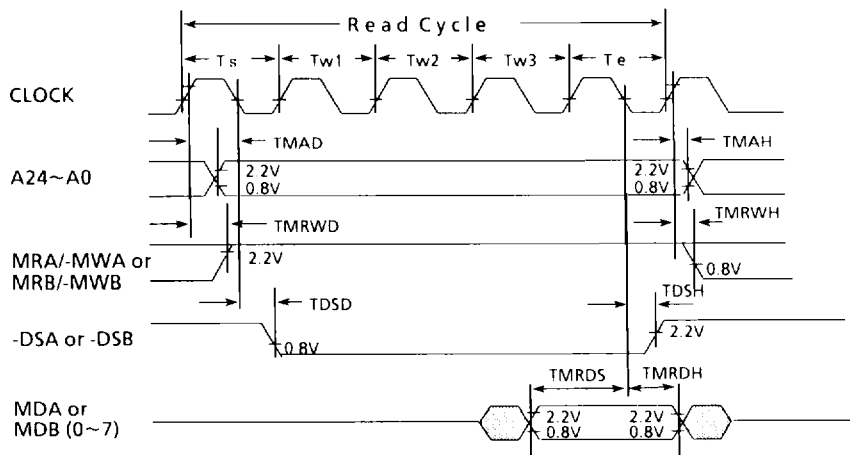 Read Cycle
Ts Tw1 Tw2 Tw3 Te
CLOCK
TMAD TMAH
A24~A0 2.2V 2.2V
0.8V 0.8V
TMRWD TMRWH
MRA/-MWA or
MRB/-MWB 2.2V 0.8V
TDSD TDSH
-DSA or -DSB 0.8V 2.2V
TMRDS TMRDH
MDA or
MDB (0~7) 2.2V 2.2V
0.8V 0.8V